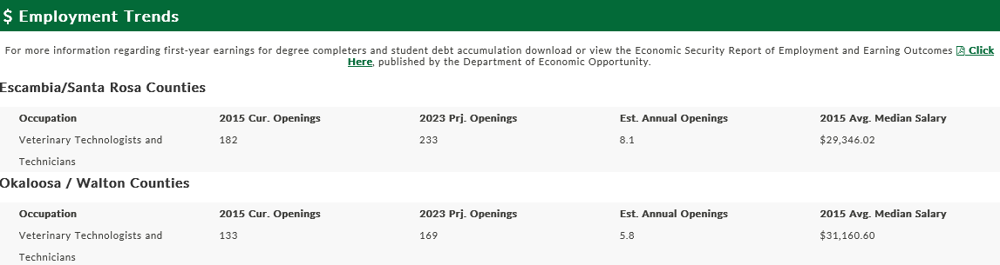 $ Employment Trends
For more information regarding first-year earnings for degree completers and student debt accumulation download or view the Economic Security Report of Employment and Earning Outcomes Click
Here, published by the Department of Economic Opportunity.
Escambia/Santa Rosa Counties
Occupation 2015 Cur. Openings 2023 Prj. Openings Est. Annual Openings 2015 Avg. Median Salary
Veterinary Technologists and 182 233 8.1 $29,346.02
Technicians
Okaloosa / Walton Counties
Occupation 2015 Cur. Openings 2023 Prj. Openings Est. Annual Openings 2015 Avg. Median Salary
Veterinary Technologists and 133 169 5.8 $31,160.60
Technicians